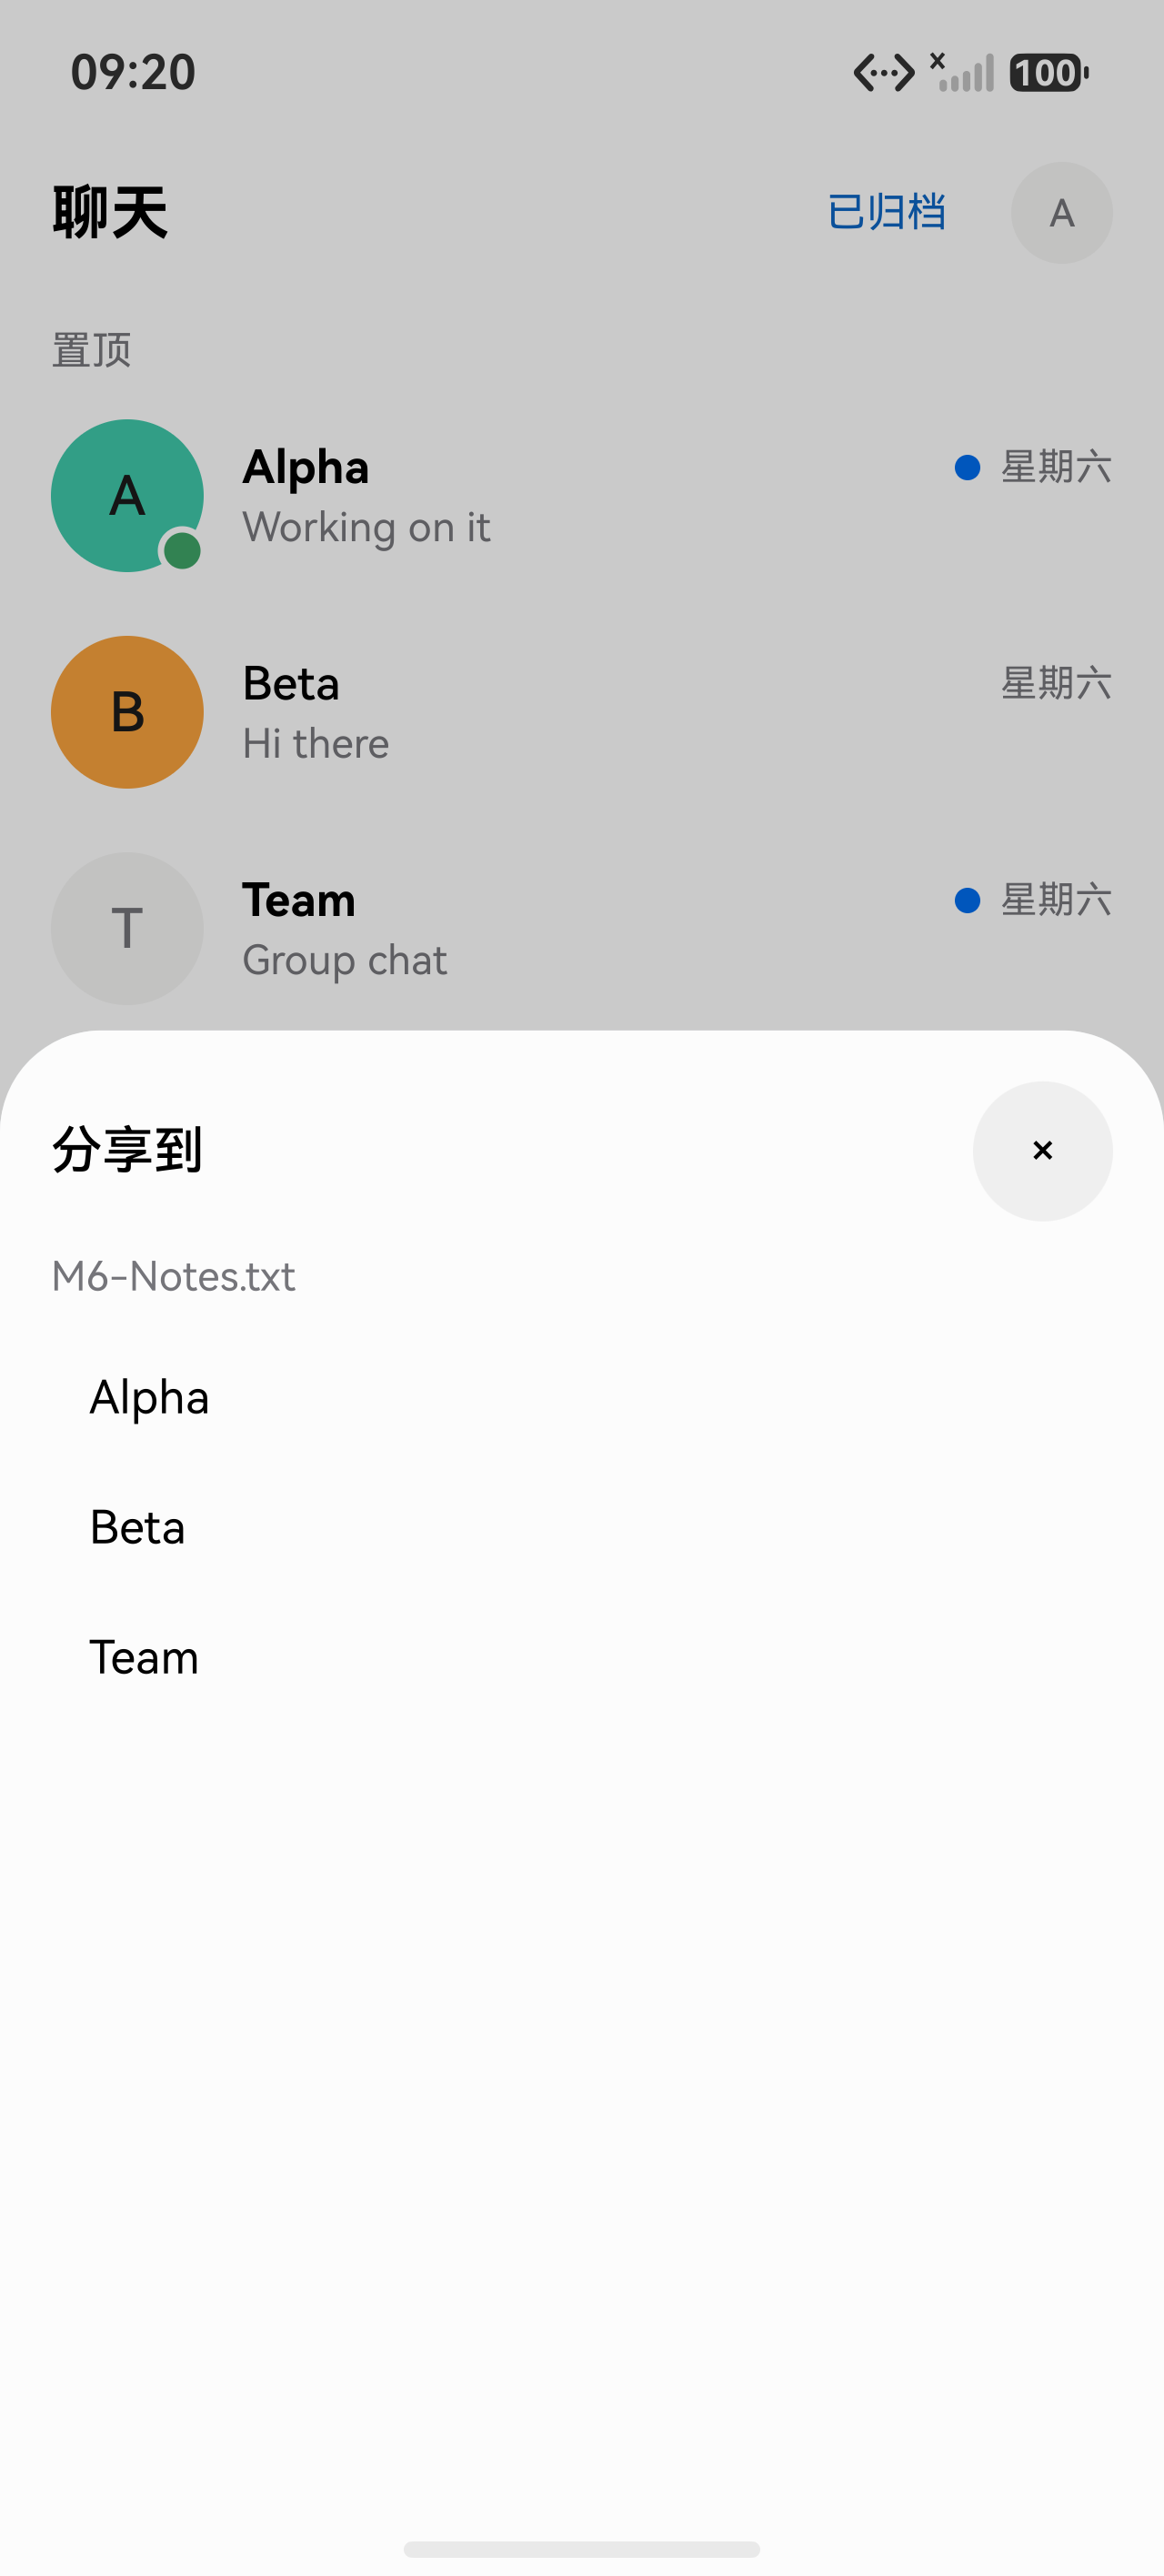 09:20
100
聊天
已归档
A
置顶
A
Alpha
星期六
Working on it
B
Beta
星期六
Hi there
T
Team
星期六
Group chat
分享到
M6-Notes.txt
Alpha
Beta
Team